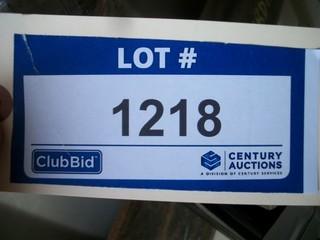 LOT #
1218
ClubBid
CENTURY
AUCTIONS
A DIVISION OF CENTURY SERVICES